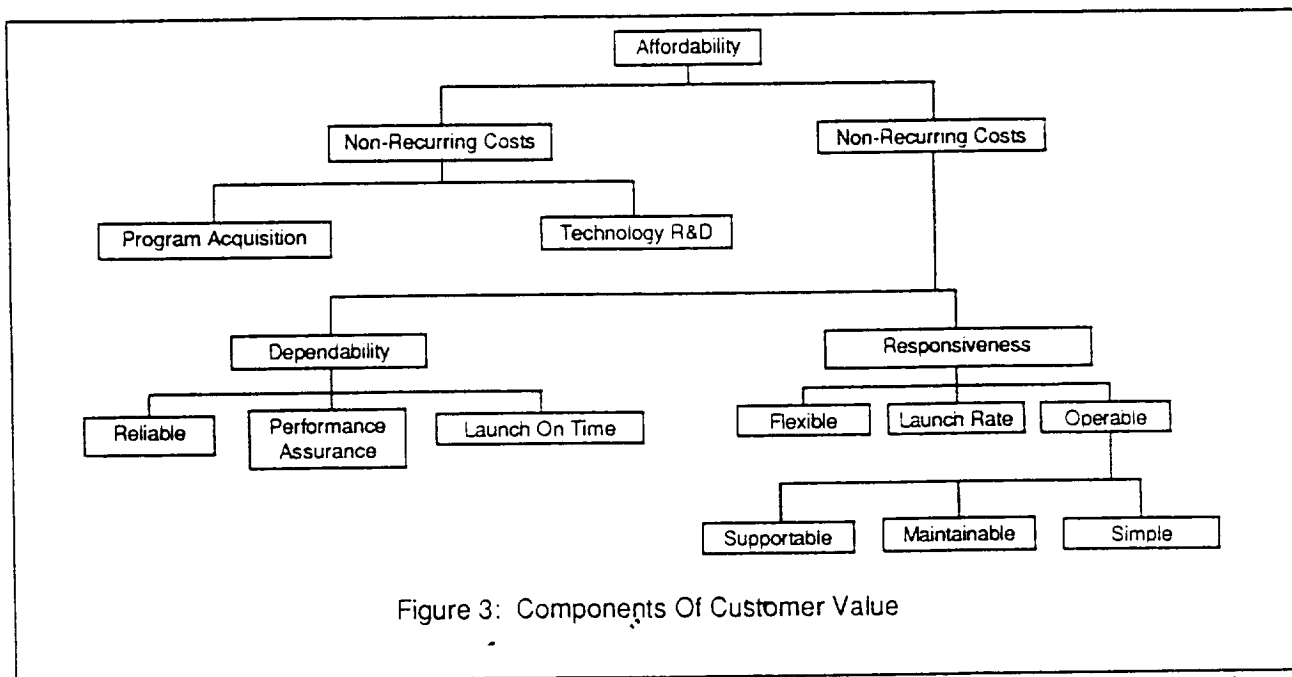 Affordability
Non-Recurring Costs
Non-Recurring Costs
Program Acquisition
Technology R&D
Dependability
Responsiveness
Reliable
Performance
Assurance
Launch On Time
Flexible
Launch Rate
Operable
Supportable
Maintainable
Simple
Figure 3: Components Of Customer Value